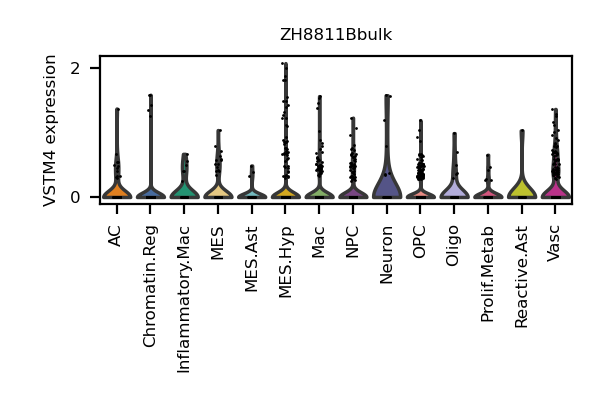 ZH8811Bbulk
VSTM4 expression
2
0
AC
Chromatin.Reg
Inflammatory.Mac
MES
MES.Ast
MES.Hyp
Mac
NPC
Neuron
OPC
Oligo
Prolif.Metab
Reactive.Ast
Vasc